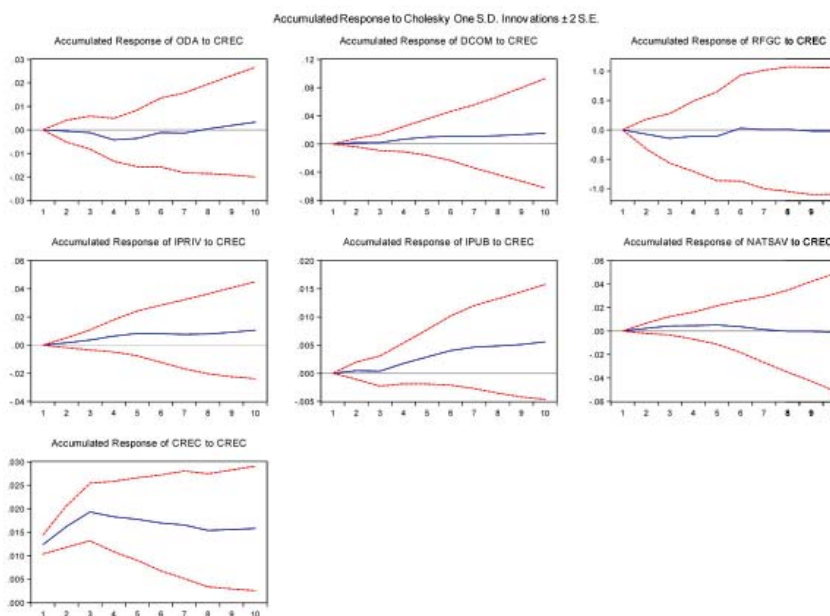 Accumulated Response to Cholesky One S.D. Innovations ± 2 S.E.
Accumulated Response of ODA to CREC
.03
.02
.01
.00
-.01
-.02
-.03
1 2 3 4 5 6 7 8 9 10
Accumulated Response of DCOM to CREC
.12
.08
.04
.00
-.04
-.08
1 2 3 4 5 6 7 8 9 10
Accumulated Response of RFGC to CREC
1.0
0.5
0.0
-0.5
-1.0
1 2 3 4 5 6 7 8 9
Accumulated Response of IPRIV to CREC
.06
.04
.02
.00
-.02
-.04
1 2 3 4 5 6 7 8 9 10
Accumulated Response of IPUB to CREC
.020
.015
.010
.005
.000
-.005
1 2 3 4 5 6 7 8 9 10
Accumulated Response of NATSAV to CREC
.06
.04
.02
.00
-.02
-.04
-.06
1 2 3 4 5 6 7 8 9
Accumulated Response of CREC to CREC
.030
.025
.020
.015
.010
.005
.000
1 2 3 4 5 6 7 8 9 10